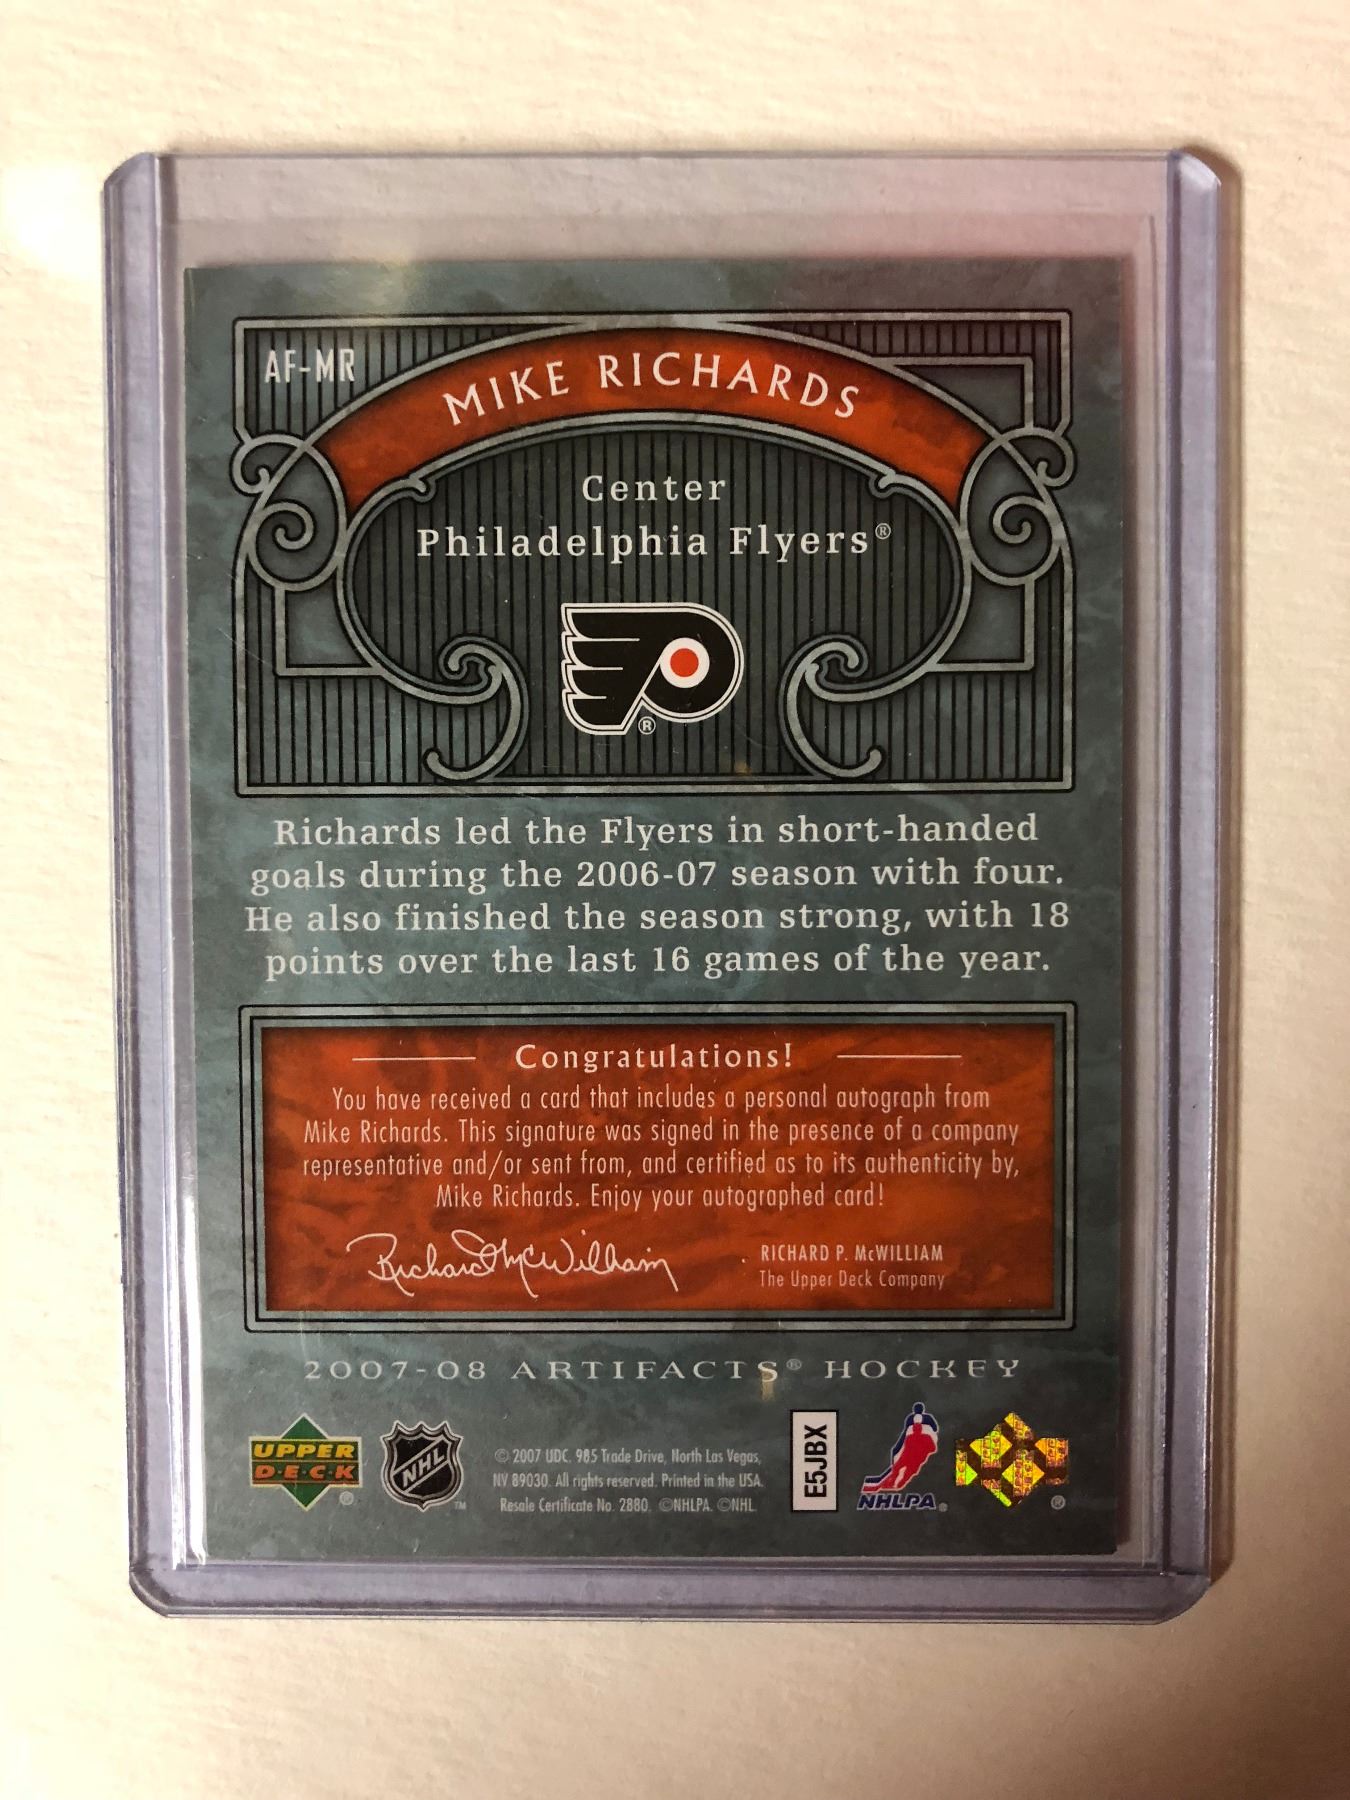 AF-MR
MIKE RICHARDS
Center
Philadelphia Flyers®
®
Richards led the Flyers in short-handed
goals during the 2006-07 season with four.
He also finished the season strong, with 18
points over the last 16 games of the year.
Congratulations!
You have received a card that includes a personal autograph from
Mike Richards. This signature was signed in the presence of a company
representative and/or sent from, and certified as to its authenticity by,
Mike Richards. Enjoy your autographed card!
Richard McWilliam
RICHARD P. McWILLIAM
The Upper Deck Company
2007-08 ARTIFACTS® HOCKEY
UPPER
D·E·C·K
®
NHL
™
© 2007 UDC. 985 Trade Drive, North Las Vegas,
NV 89030. All rights reserved. Printed in the USA.
Resale Certificate No. 2880. ©NHLPA. ©NHL.
E5JBX
NHLPA®
®